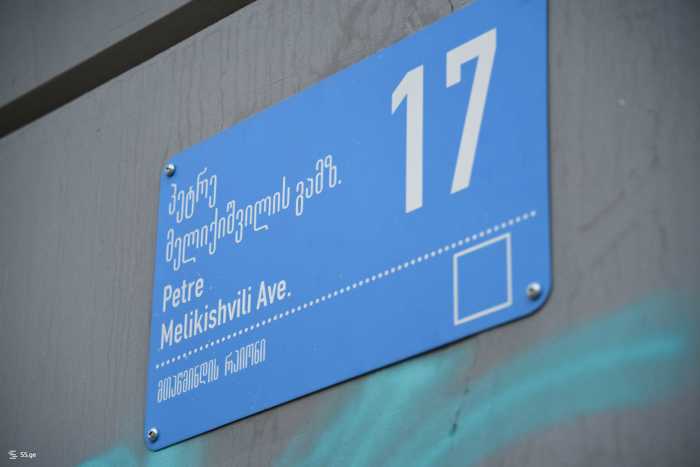 17
პეტრე
მელიქიშვილის გამზ.
Petre
Melikishvili Ave.
მთაწმინდის რაიონი
SS.ge